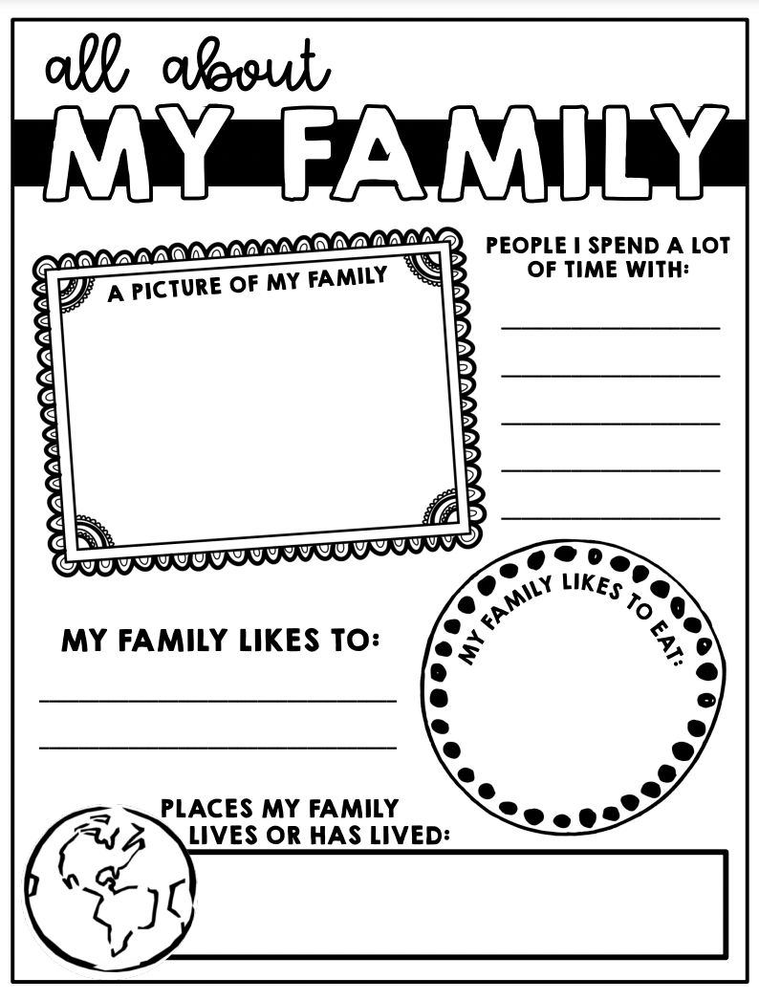 all about
MY FAMILY
A PICTURE OF MY FAMILY
PEOPLE I SPEND A LOT
OF TIME WITH:
MY FAMILY LIKES TO:
MY FAMILY LIKES TO EAT:
PLACES MY FAMILY
LIVES OR HAS LIVED: